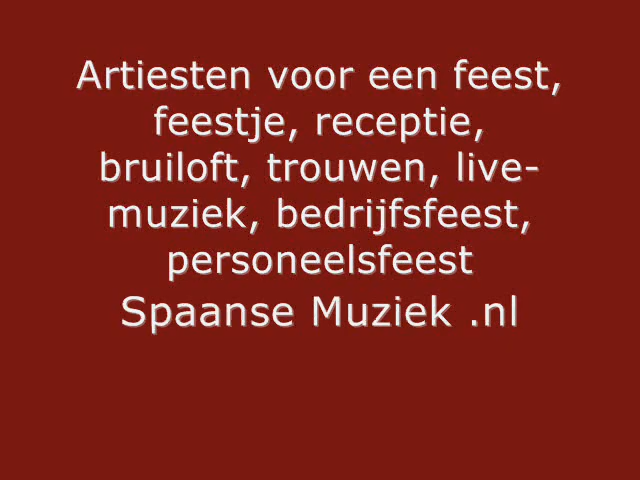 Artiesten voor een feest,
feestje, receptie,
bruiloft, trouwen, live-
muziek, bedrijfsfeest,
personeelsfeest
Spaanse Muziek .nl